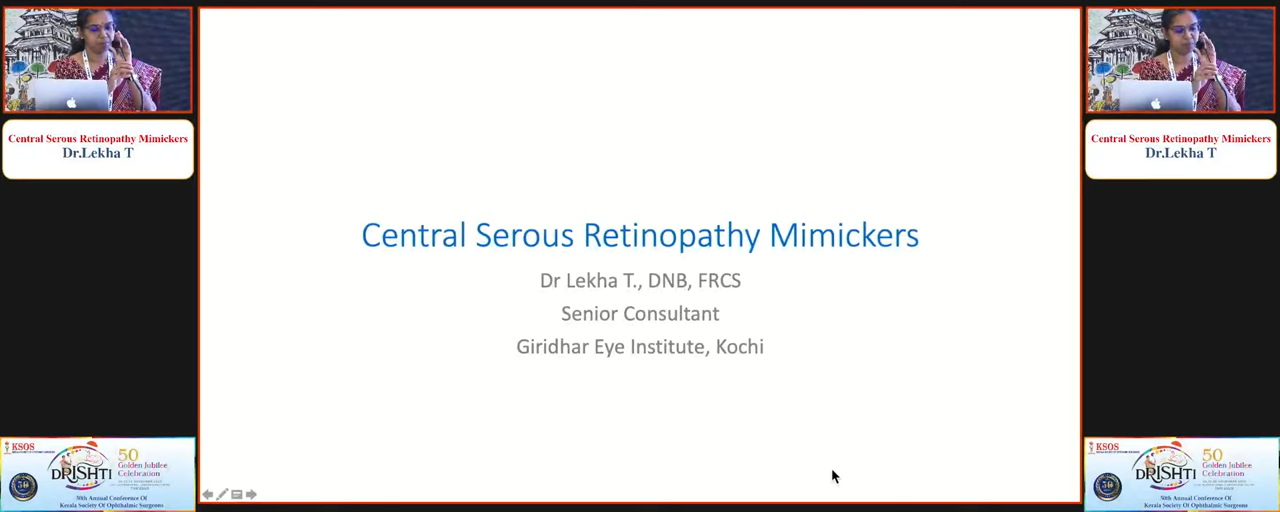 Central Serous Retinopathy Mimickers
Dr.Lekha T
Central Serous Retinopathy Mimickers
Dr Lekha T., DNB, FRCS
Senior Consultant
Giridhar Eye Institute, Kochi
Central Serous Retinopathy Mimickers
Dr.Lekha T
KSOS
DRISHTI
50
Golden Jubilee
Celebration
50th Annual Conference Of
Kerala Society Of Ophthalmic Surgeons
KSOS
DRISHTI
50
Golden Jubilee
Celebration
50th Annual Conference Of
Kerala Society Of Ophthalmic Surgeons